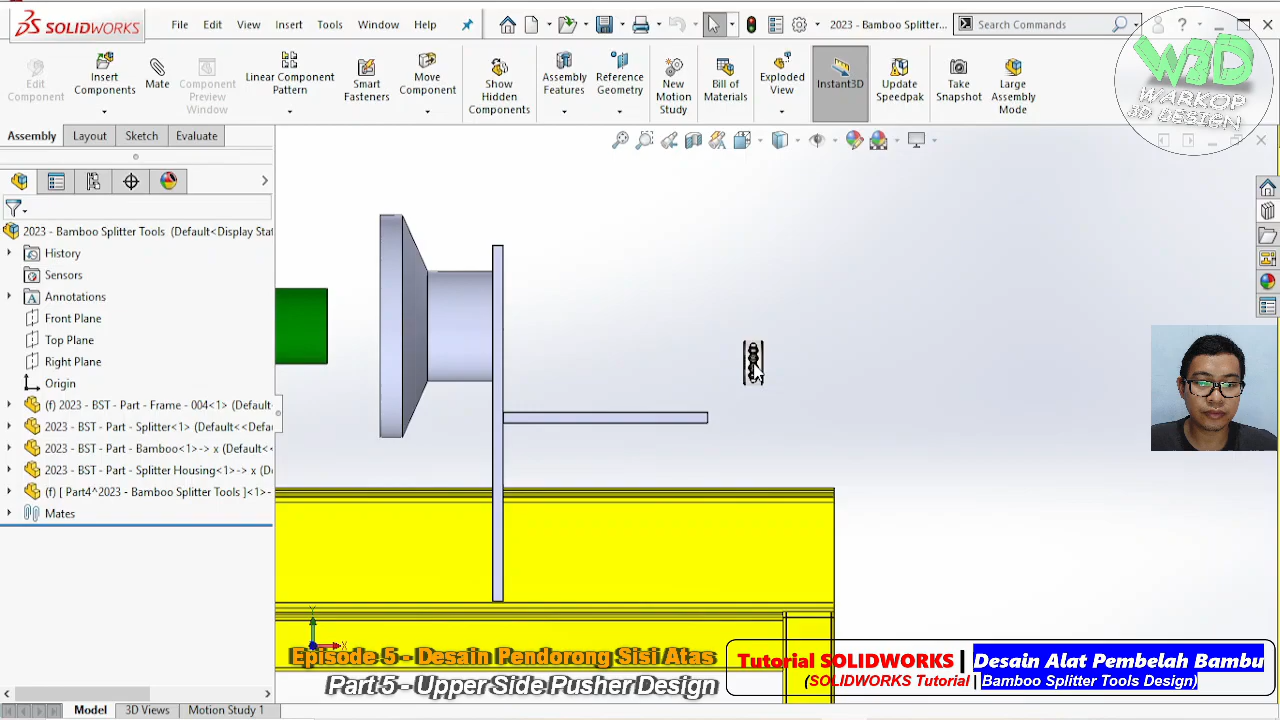 SOLIDWORKS
File Edit View Insert Tools Window Help
2023 - Bamboo Splitter...
Search Commands
Edit Component
Insert Components
Mate
Component Preview Window
Linear Component Pattern
Smart Fasteners
Move Component
Show Hidden Components
Assembly Features
Reference Geometry
New Motion Study
Bill of Materials
Exploded View
Instant3D
Update Speedpak
Take Snapshot
Large Assembly Mode
WJD
WARKOP
3D DESIGN
Assembly Layout Sketch Evaluate
2023 - Bamboo Splitter Tools (Default<Display Stat
History
Sensors
Annotations
Front Plane
Top Plane
Right Plane
Origin
(f) 2023 - BST - Part - Frame - 004<1> (Default
2023 - BST - Part - Splitter<1> (Default<<Defa
2023 - BST - Part - Bamboo<1>-> x (Default
2023 - BST - Part - Splitter Housing<1>-> x (D
(f) [ Part4^2023 - Bamboo Splitter Tools ]<1>-
Mates
Y
X
Episode 5 - Desain Pendorong Sisi Atas
Part 5 - Upper Side Pusher Design
Tutorial SOLIDWORKS | Desain Alat Pembelah Bambu
(SOLIDWORKS Tutorial | Bamboo Splitter Tools Design)
Model 3D Views Motion Study 1